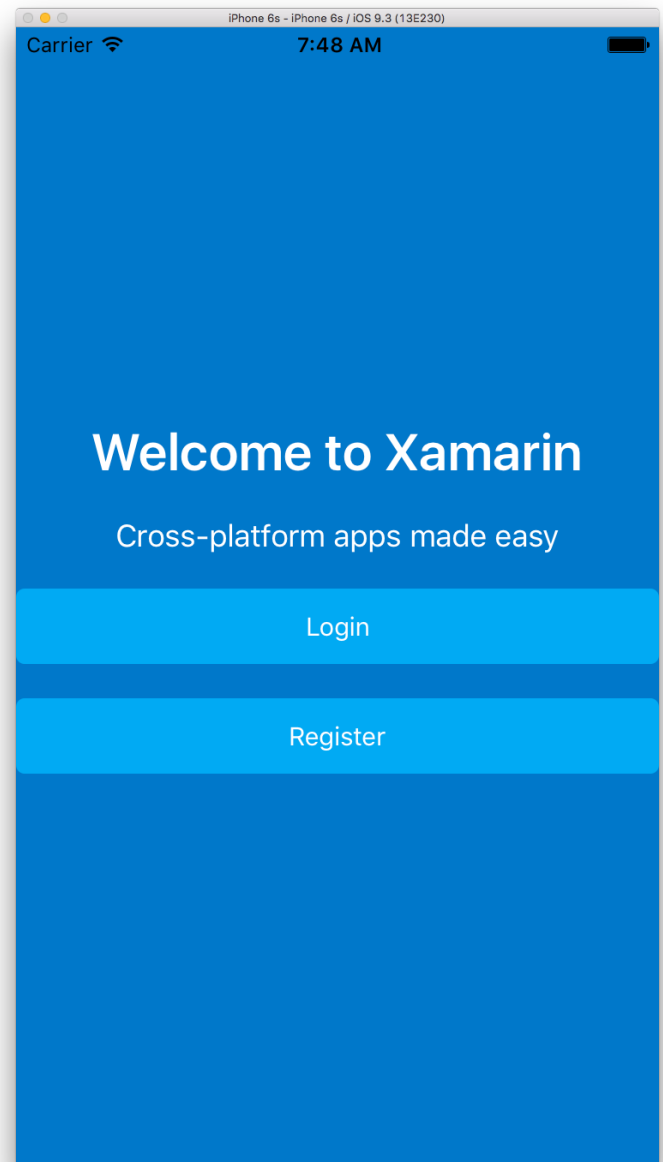 iPhone 6s - iPhone 6s / iOS 9.3 (13E230)
Carrier 7:48 AM
Welcome to Xamarin
Cross-platform apps made easy
Login
Register